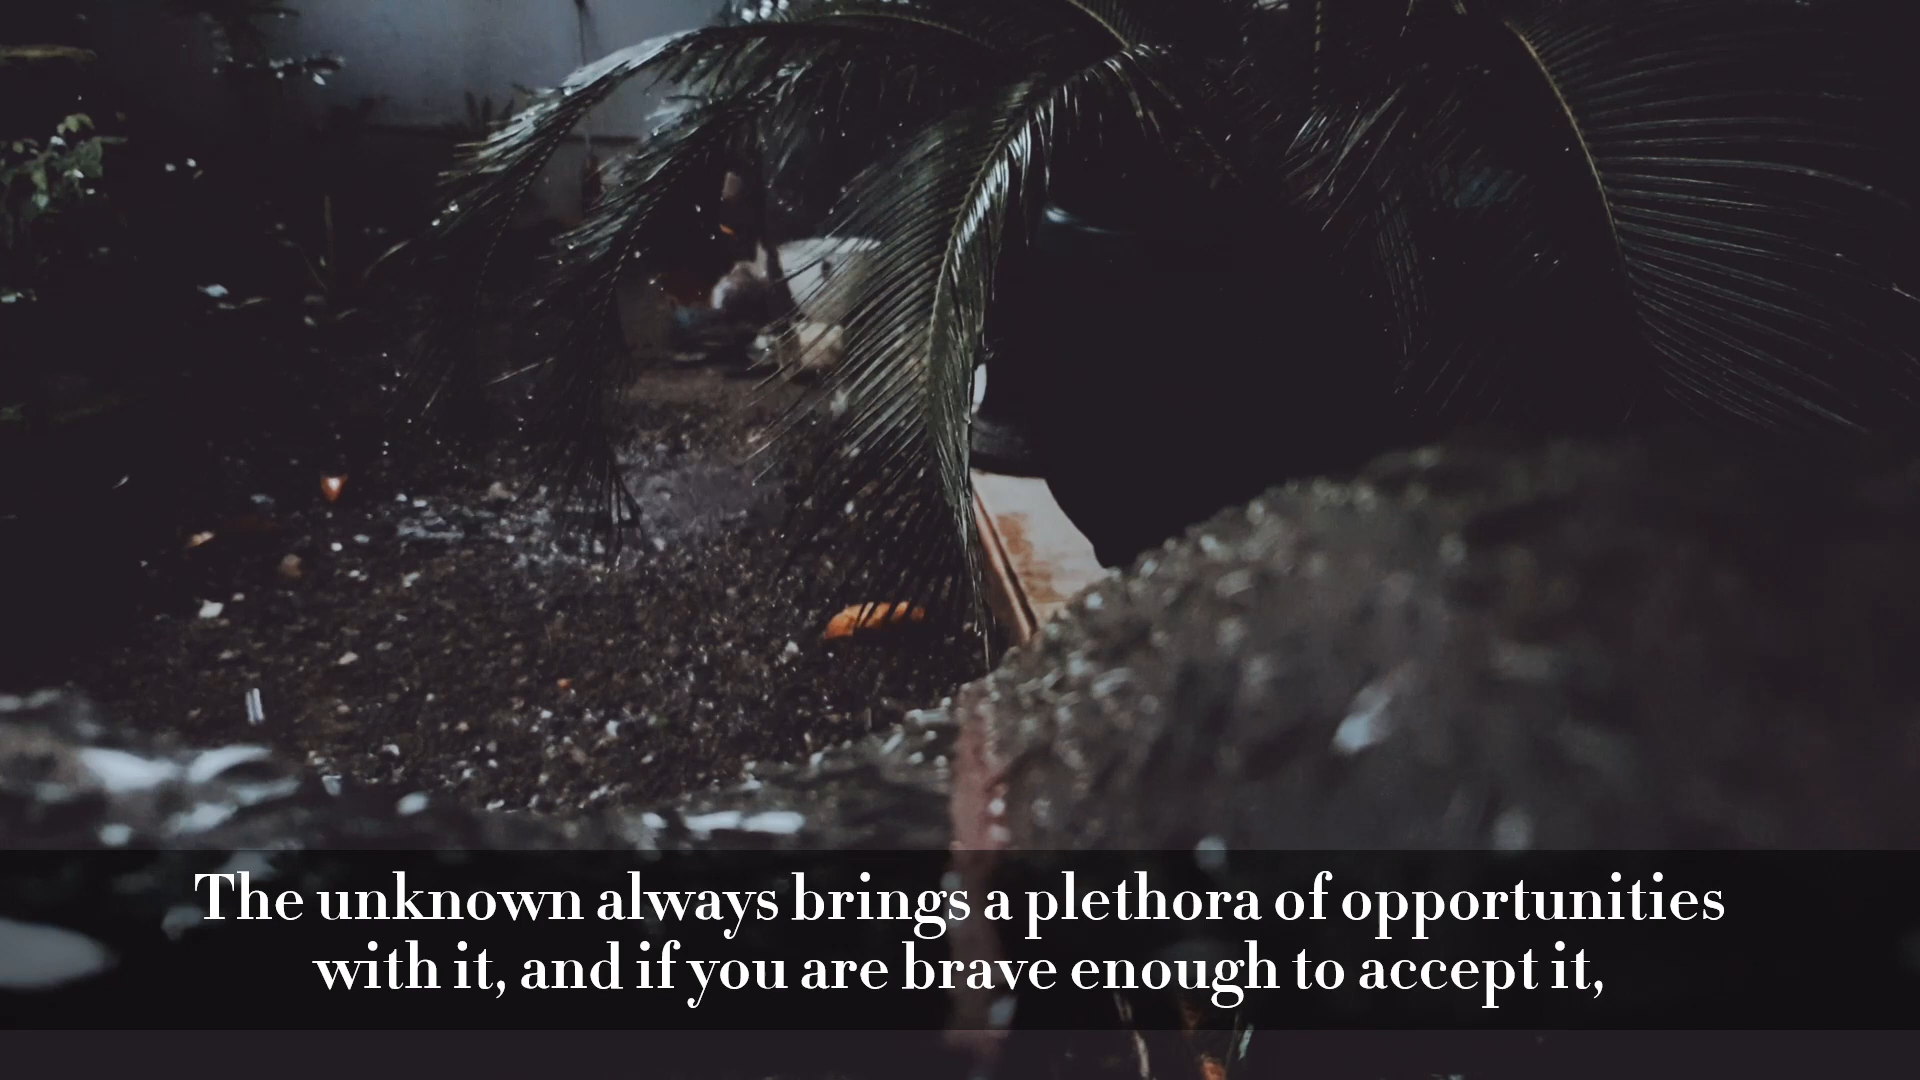 The unknown always brings a plethora of opportunities
with it, and if you are brave enough to accept it,